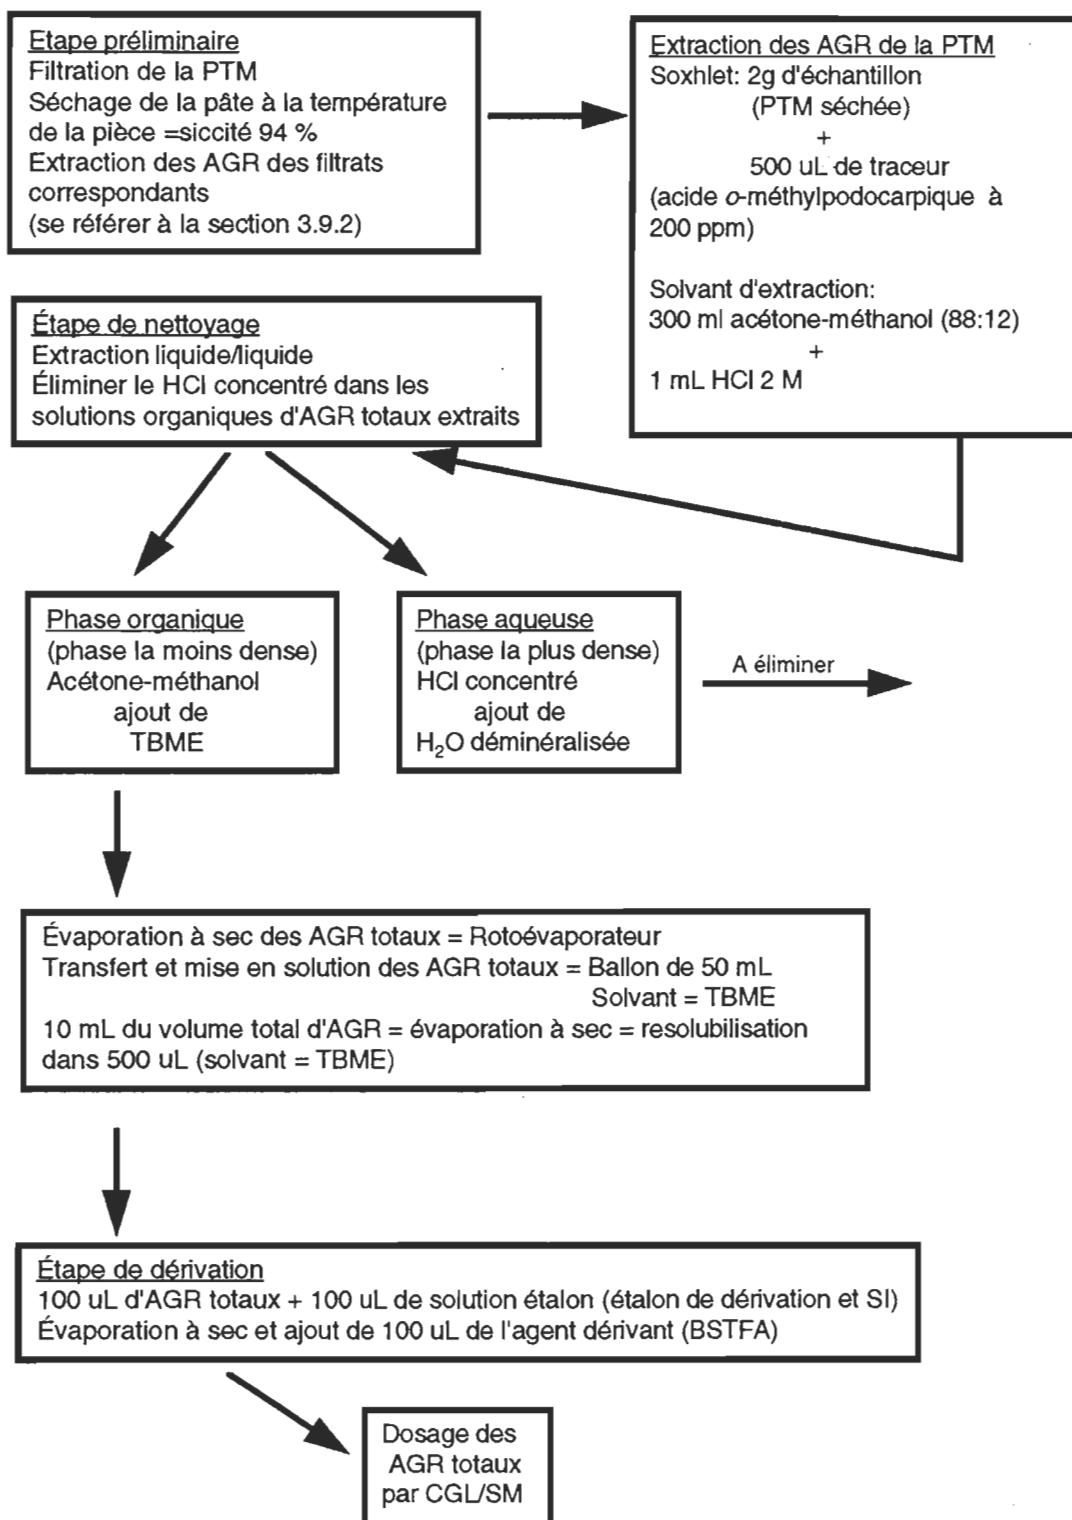 Etape préliminaire
Filtration de la PTM
Séchage de la pâte à la température
de la pièce =siccité 94 %
Extraction des AGR des filtrats
correspondants
(se référer à la section 3.9.2)
Extraction des AGR de la PTM
Soxhlet: 2g d'échantillon
(PTM séchée)
+
500 uL de traceur
(acide o-méthylpodocarpique à
200 ppm)
Solvant d'extraction:
300 ml acétone-méthanol (88:12)
+
1 mL HCl 2 M
Étape de nettoyage
Extraction liquide/liquide
Éliminer le HCl concentré dans les
solutions organiques d'AGR totaux extraits
Phase organique
(phase la moins dense)
Acétone-méthanol
ajout de
TBME
Phase aqueuse
(phase la plus dense)
HCl concentré
ajout de
H₂O déminéralisée
A éliminer
Évaporation à sec des AGR totaux = Rotoévaporateur
Transfert et mise en solution des AGR totaux = Ballon de 50 mL
Solvant = TBME
10 mL du volume total d'AGR = évaporation à sec = resolubilisation
dans 500 uL (solvant = TBME)
Étape de dérivation
100 uL d'AGR totaux + 100 uL de solution étalon (étalon de dérivation et SI)
Évaporation à sec et ajout de 100 uL de l'agent dérivant (BSTFA)
Dosage des
AGR totaux
par CGL/SM